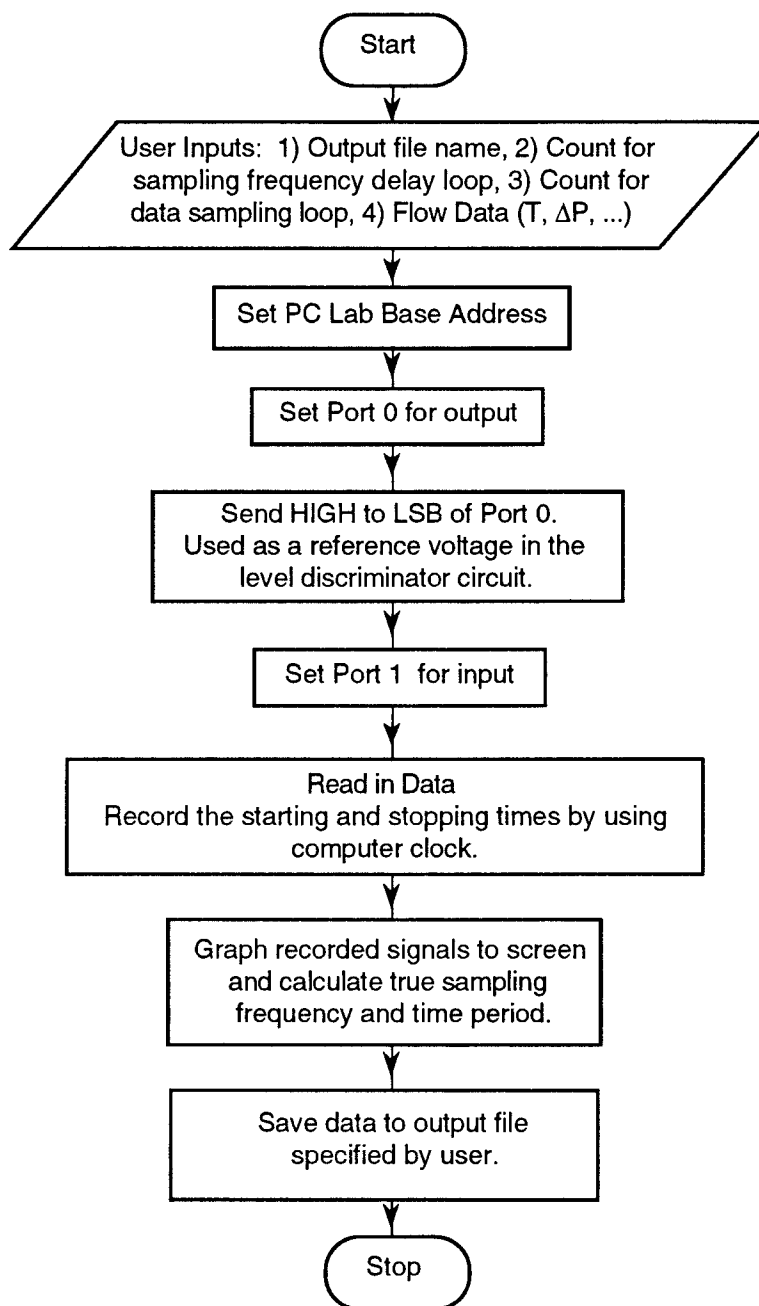 Start
User Inputs: 1) Output file name, 2) Count for
sampling frequency delay loop, 3) Count for
data sampling loop, 4) Flow Data (T, ΔP, ...)
Set PC Lab Base Address
Set Port 0 for output
Send HIGH to LSB of Port 0.
Used as a reference voltage in the
level discriminator circuit.
Set Port 1 for input
Read in Data
Record the starting and stopping times by using
computer clock.
Graph recorded signals to screen
and calculate true sampling
frequency and time period.
Save data to output file
specified by user.
Stop